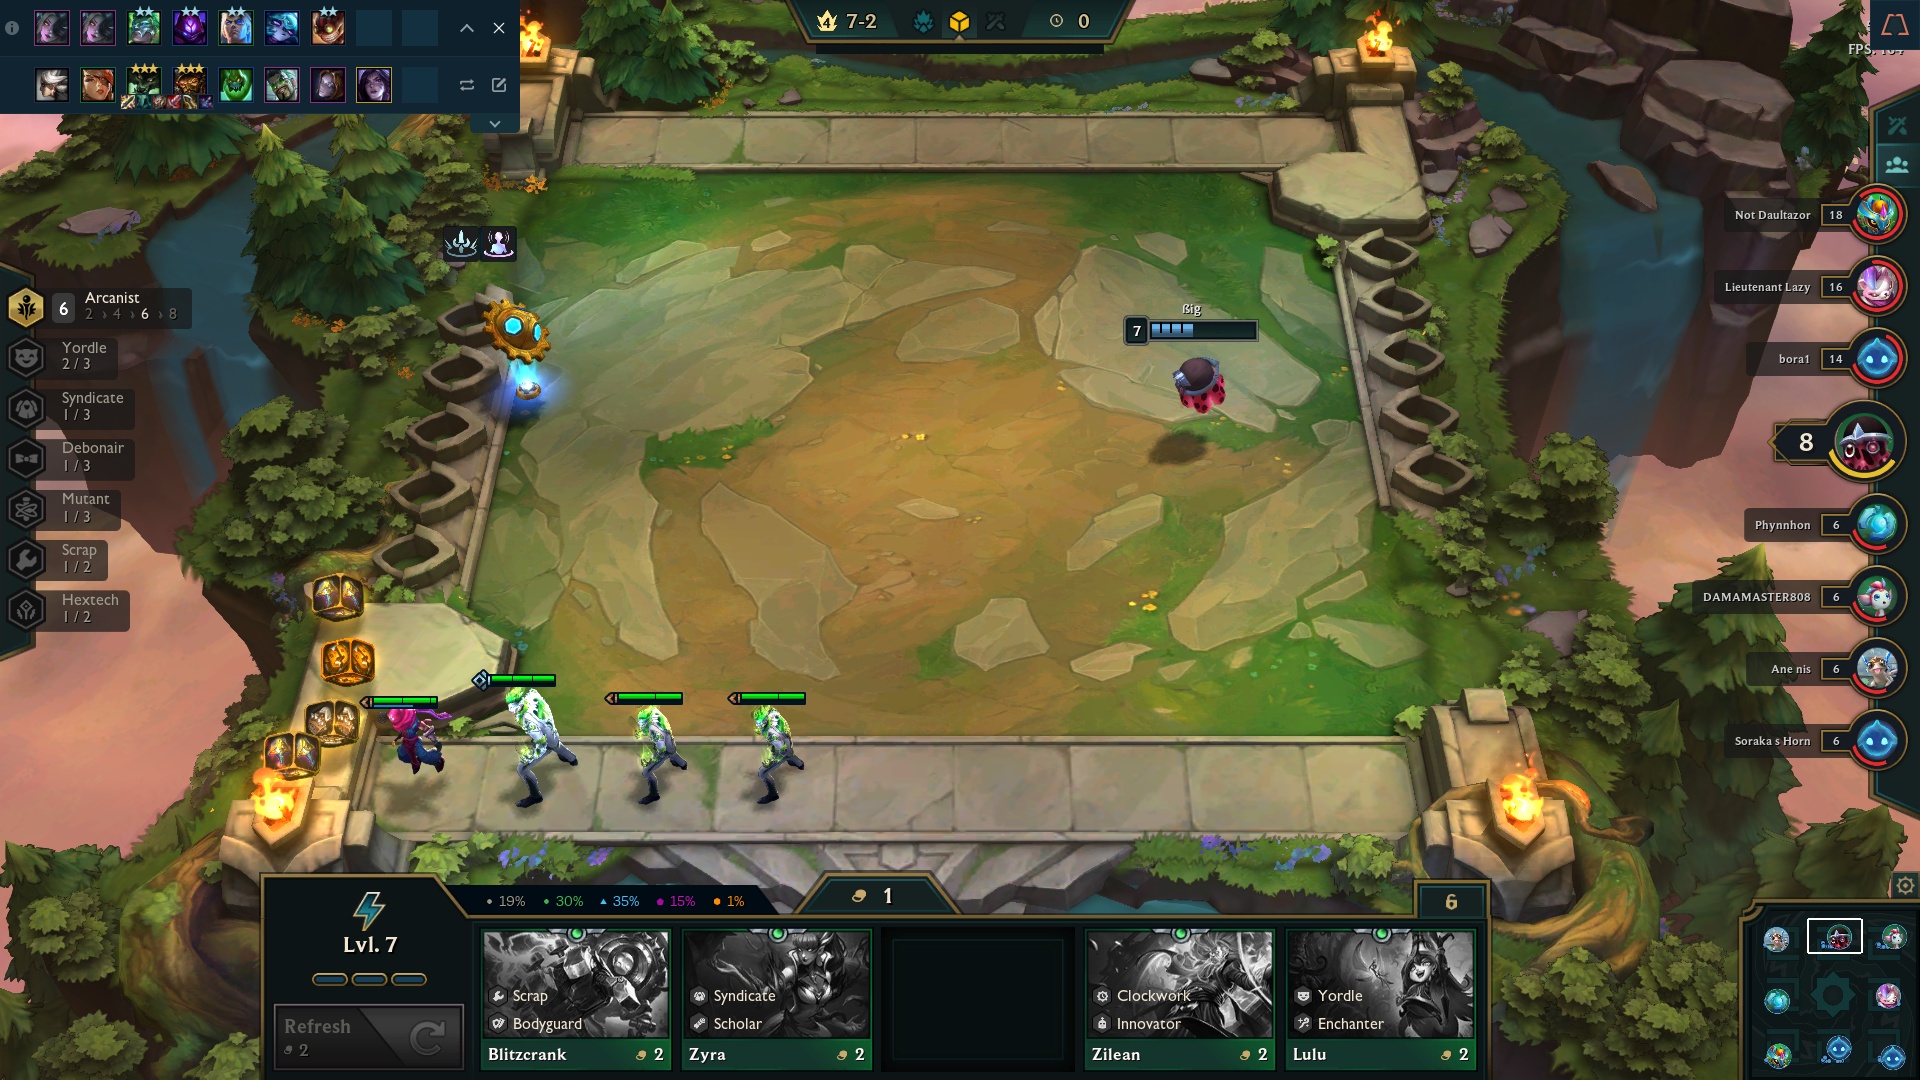 7-2
0
FPS:
6
Arcanist
2 › 4 › 6 › 8
Yordle
2 / 3
Syndicate
1 / 3
Debonair
1 / 3
Mutant
1 / 3
Scrap
1 / 2
Hextech
1 / 2
ßig
7
Not Daultazor 18
Lieutenant Lazy 16
bora1 14
8
Phynnhon 6
DAMAMASTER808 6
Ane nis 6
Soraka s Horn 6
Lvl. 7
Refresh
2
19% 30% 35% 15% 1%
1
6
Scrap
Bodyguard
Blitzcrank 2
Syndicate
Scholar
Zyra 2
Clockwork
Innovator
Zilean 2
Yordle
Enchanter
Lulu 2